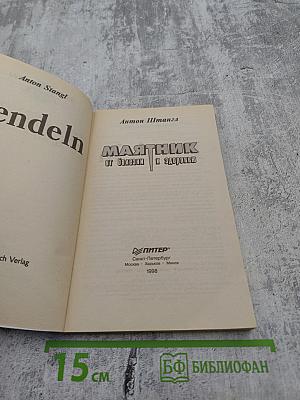 Anton Stangl
endeln
ch Verlag
Антон Штангл
МАЯТНИК
от болезни к здоровью
ПИТЕР
Санкт-Петербург
Москва · Харьков · Минск
1998
15 см
БФ БИБЛИОФАН